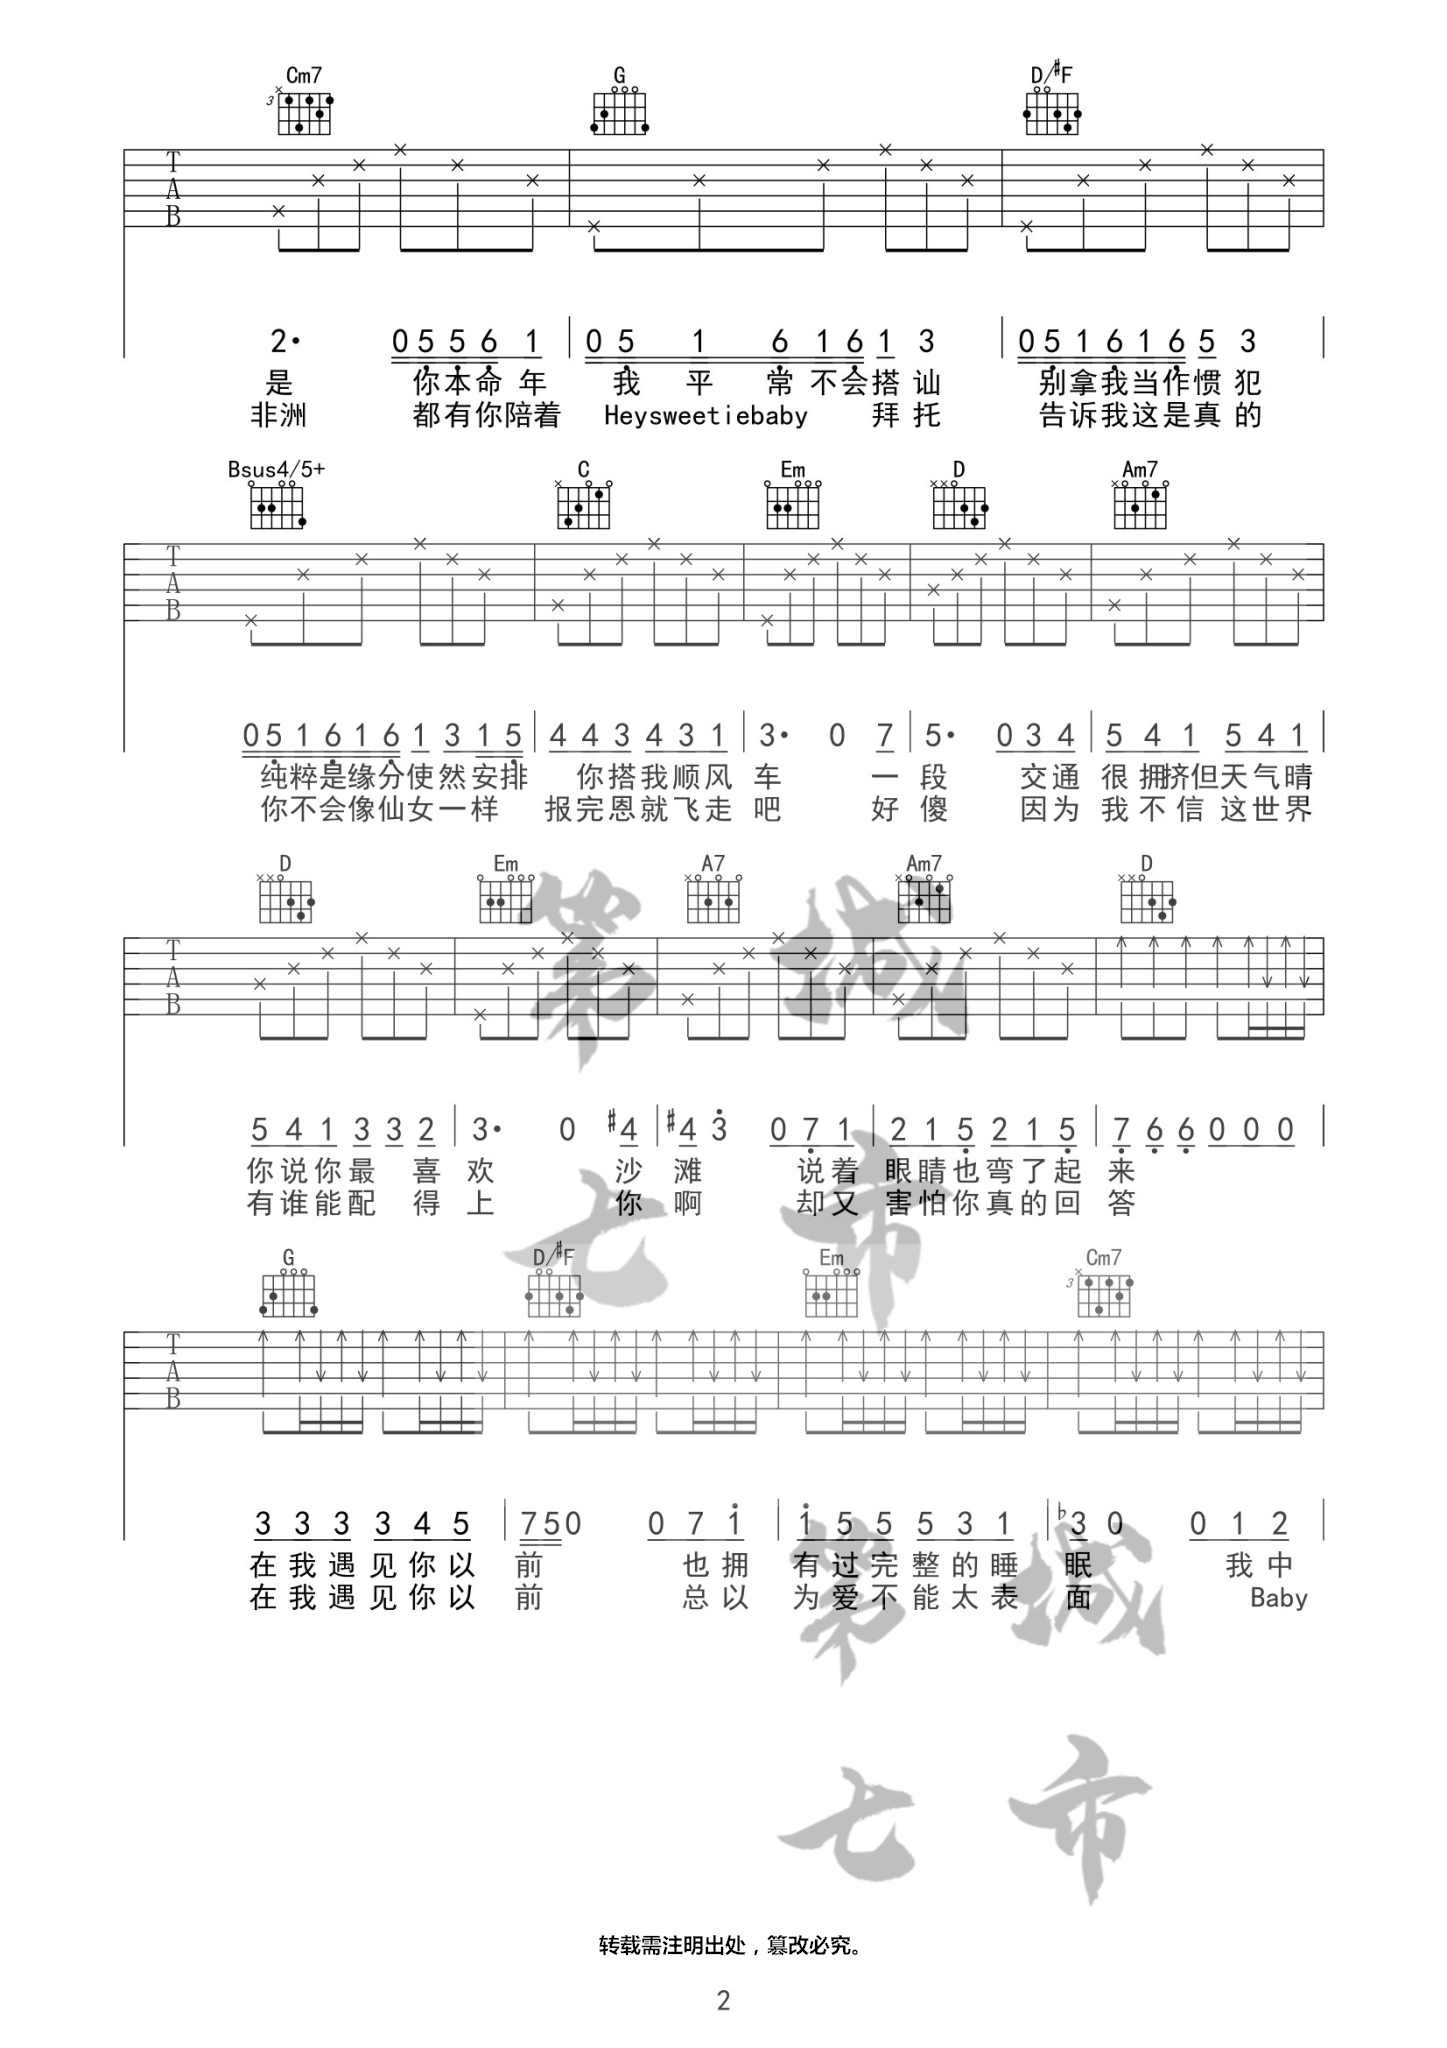 Cm7 G D/#F
3
T
A
B
2· 0 5 5 6 1 0 5 1 6 1 6 1 3 0 5 1 6 1 6 5 3
是 你本命年 我平常不会搭讪 别拿我当作惯犯
非洲 都有你陪着 Heysweetiebaby 拜托 告诉我这是真的
Bsus4/5+ C Em D Am7
T
A
B
0 5 1 6 1 6 1 3 1 5 4 4 3 4 3 1 3· 0 7 5· 0 3 4 5 4 1 5 4 1
纯粹是缘分使然安排 你搭我顺风车 一段 交通很拥挤但天气晴
你不会像仙女一样 报完恩就飞走吧 好傻 因为我不信这世界
D Em A7 Am7 D
T
A
B
5 4 1 3 3 2 3· 0 #4 #4 3 0 7 1 2 1 5 2 1 5 7 6 6 0 0 0
你说你最喜欢 沙滩 说着眼睛也弯了起来
有谁能配得上 你啊 却又害怕你真的回答
G D/#F Em Cm7
3
T
A
B
3 3 3 3 4 5 7 5 0 0 7 1 1 5 5 5 3 1 ♭3 0 0 1 2
在我遇见你以前 也拥有过完整的睡眠 我中
在我遇见你以前 总以为爱不能太表面 Baby
第 城
七 市
第 城
七 市
转载需注明出处，篡改必究。
2